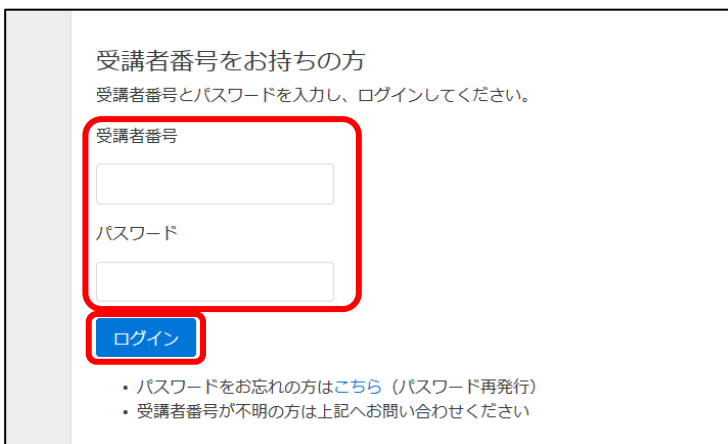 受講者番号をお持ちの方
受講者番号とパスワードを入力し、ログインしてください。
受講者番号
パスワード
ログイン
・パスワードをお忘れの方はこちら（パスワード再発行）
・受講者番号が不明の方は上記へお問い合わせください